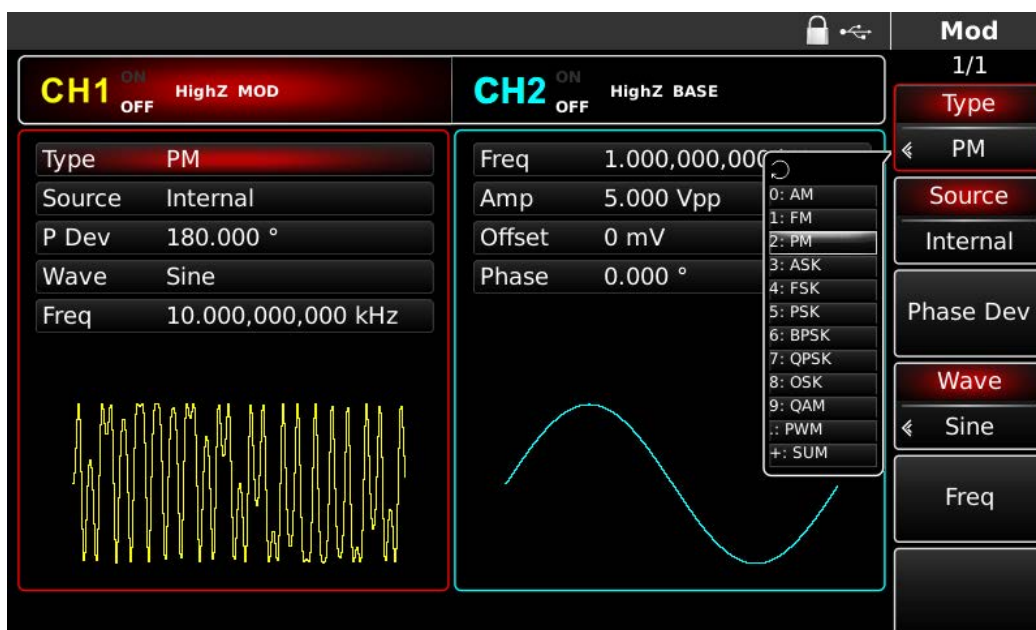 Mod
1/1
CH1 ON OFF HighZ MOD
CH2 ON OFF HighZ BASE
Type PM
Source Internal
P Dev 180.000 °
Wave Sine
Freq 10.000,000,000 kHz
Freq 1.000,000,000
Amp 5.000 Vpp
Offset 0 mV
Phase 0.000 °
0: AM
1: FM
2: PM
3: ASK
4: FSK
5: PSK
6: BPSK
7: QPSK
8: OSK
9: QAM
.: PWM
+: SUM
Type
PM
Source
Internal
Phase Dev
Wave
Sine
Freq